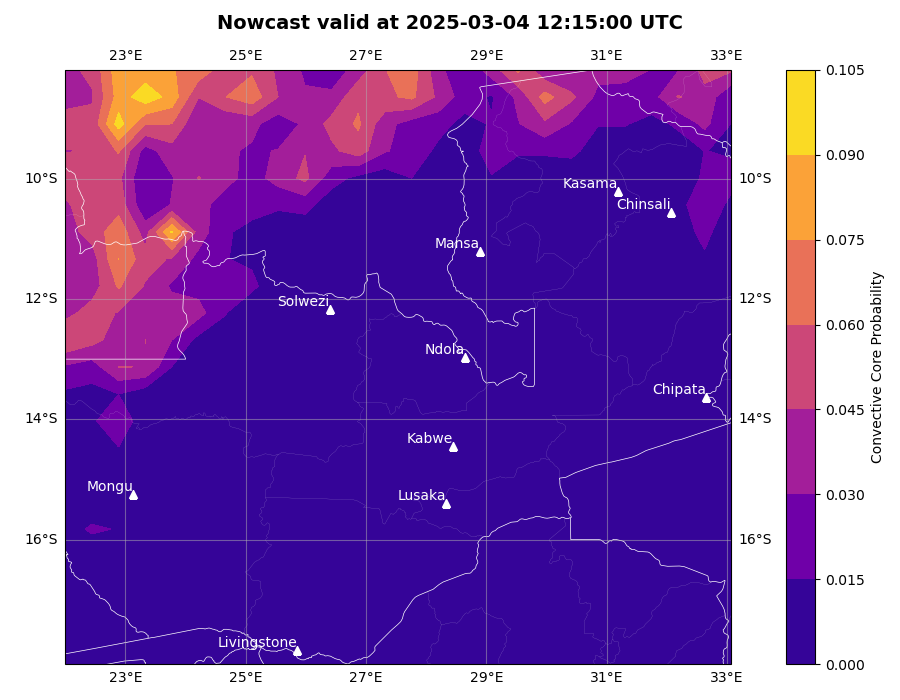 Nowcast valid at 2025-03-04 12:15:00 UTC
23°E 25°E 27°E 29°E 31°E 33°E
0.105
0.090
10°S 10°S
Kasama
Chinsali
0.075
Mansa
12°S 12°S
Solwezi
0.060
Ndola
Chipata
0.045
14°S 14°S
Kabwe
Mongu
Lusaka
0.030
16°S 16°S
0.015
Livingstone
0.000
23°E 25°E 27°E 29°E 31°E 33°E
Convective Core Probability